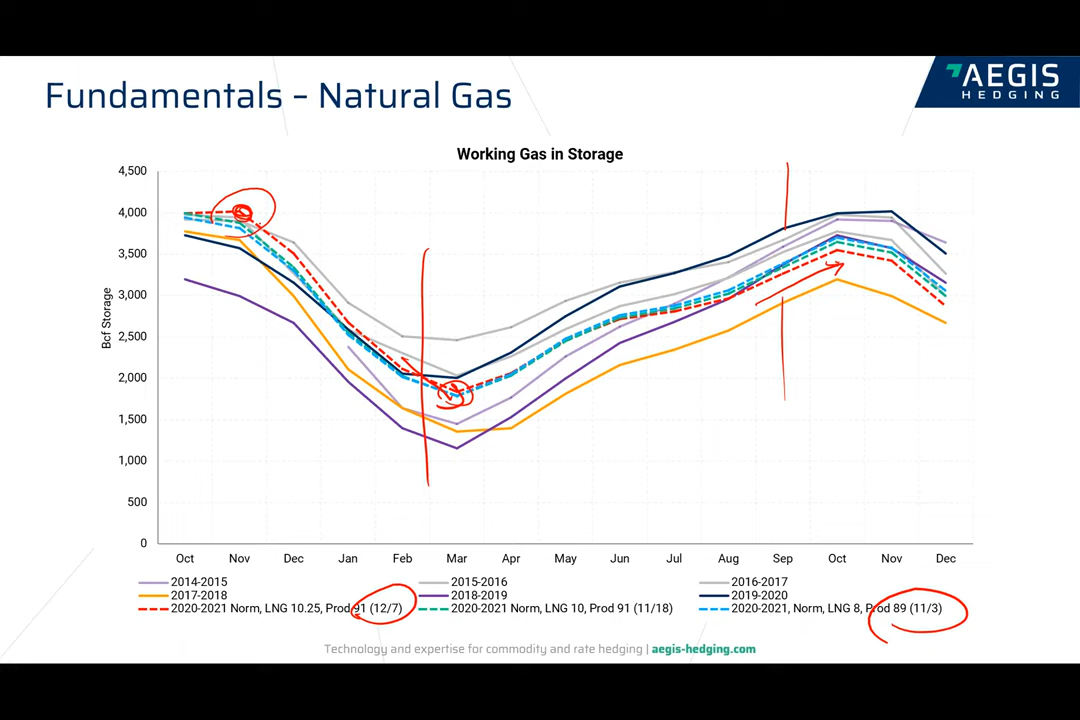 Fundamentals – Natural Gas
AEGIS
HEDGING
Working Gas in Storage
Bcf Storage
4,500
4,000
3,500
3,000
2,500
2,000
1,500
1,000
500
0
Oct Nov Dec Jan Feb Mar Apr May Jun Jul Aug Sep Oct Nov Dec
2014-2015 2015-2016 2016-2017
2017-2018 2018-2019 2019-2020
2020-2021 Norm, LNG 10.25, Prod 91 (12/7) 2020-2021 Norm, LNG 10, Prod 91 (11/18) 2020-2021, Norm, LNG 8, Prod 89 (11/3)
Technology and expertise for commodity and rate hedging | aegis-hedging.com